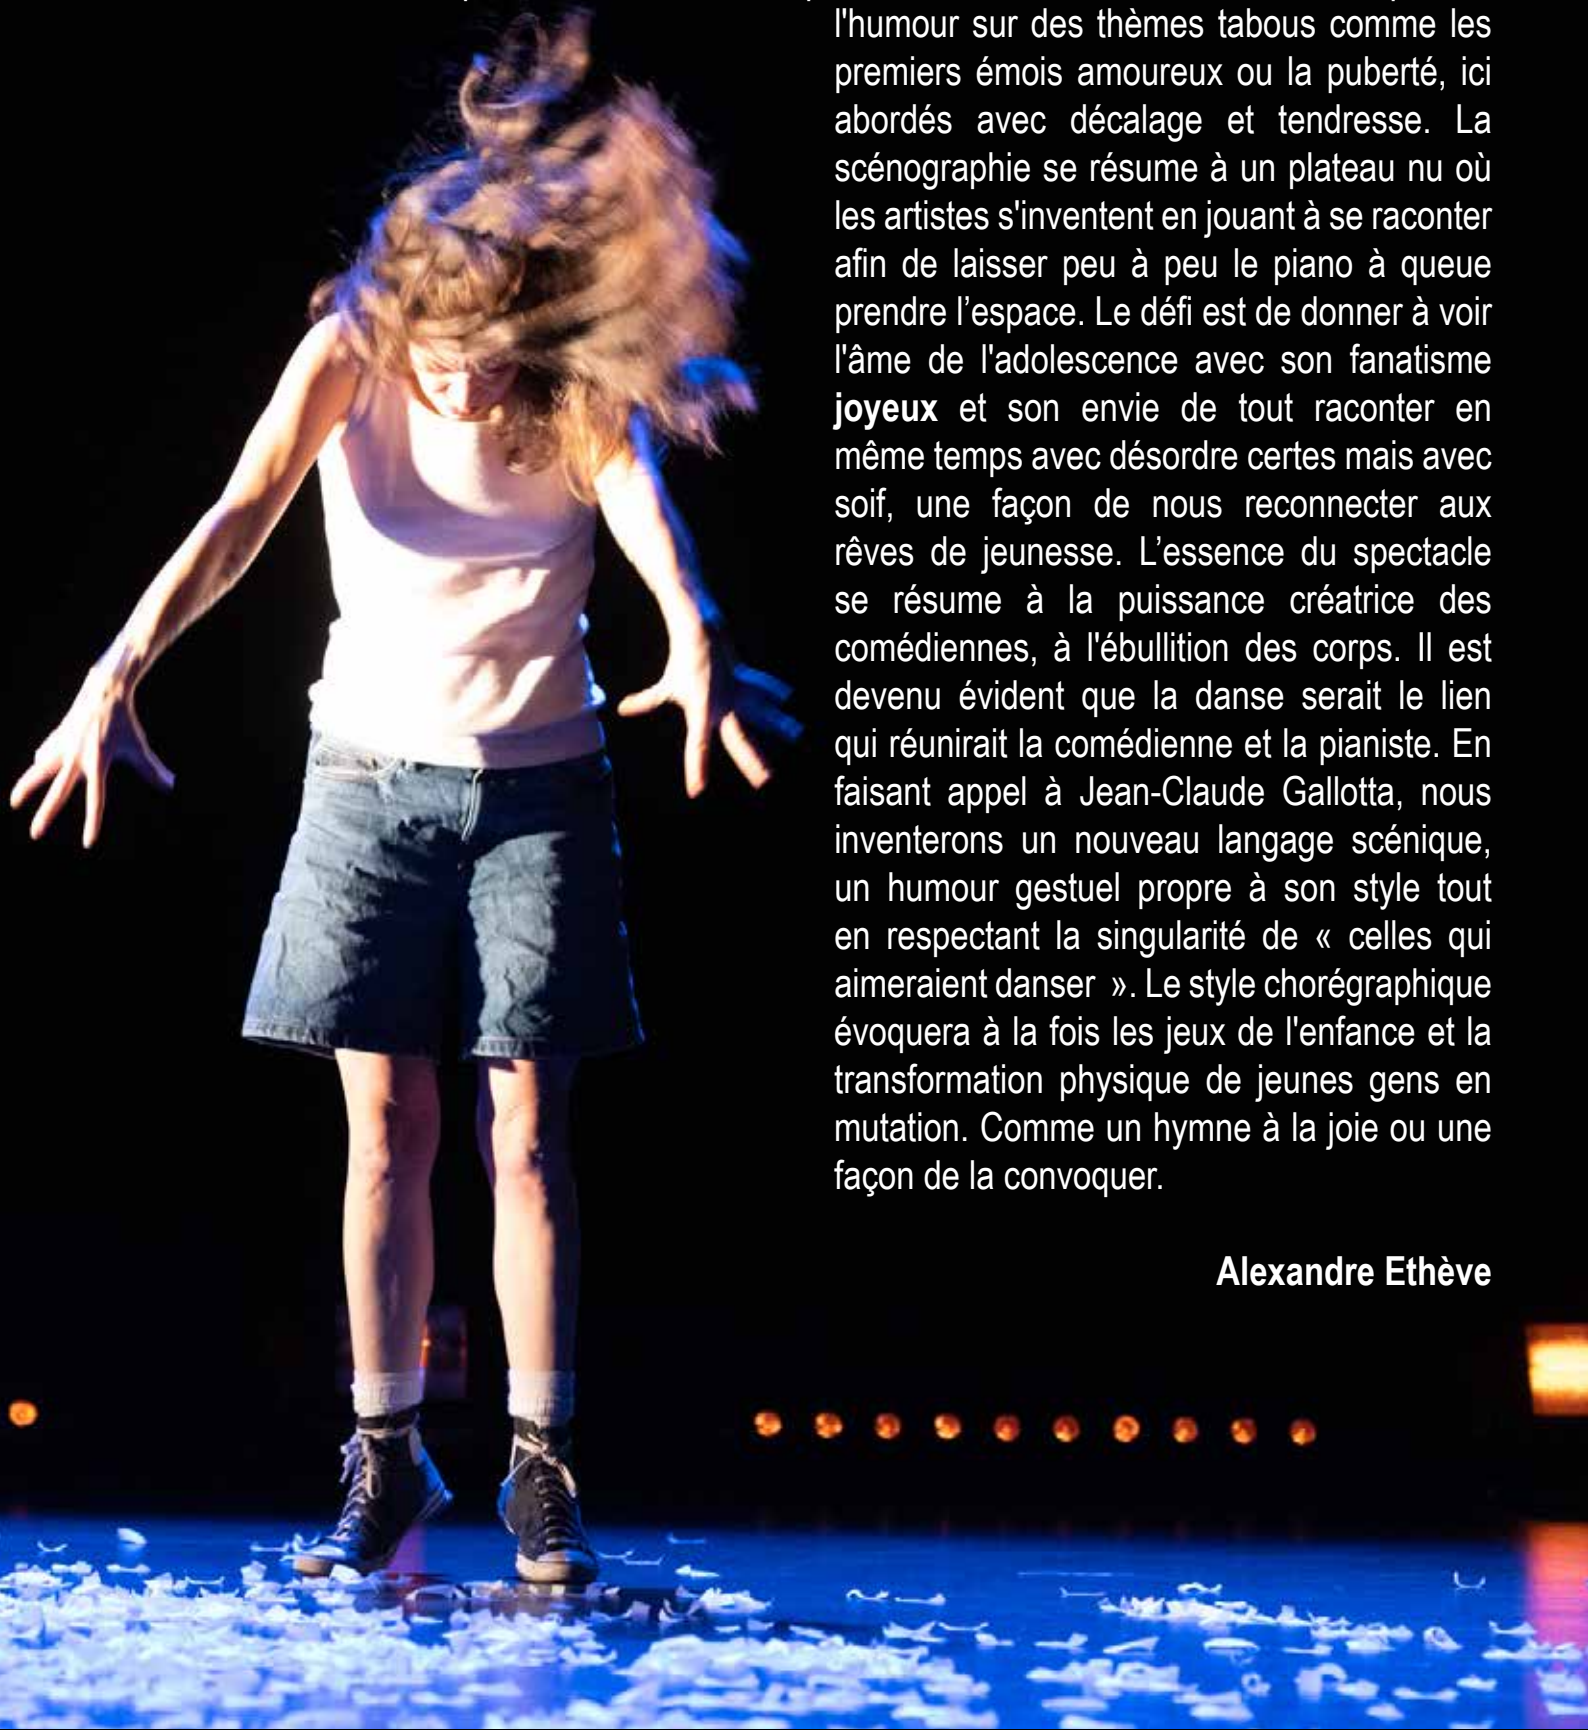 l'humour sur des thèmes tabous comme les
premiers émois amoureux ou la puberté, ici
abordés avec décalage et tendresse. La
scénographie se résume à un plateau nu où
les artistes s'inventent en jouant à se raconter
afin de laisser peu à peu le piano à queue
prendre l’espace. Le défi est de donner à voir
l'âme de l'adolescence avec son fanatisme
joyeux et son envie de tout raconter en
même temps avec désordre certes mais avec
soif, une façon de nous reconnecter aux
rêves de jeunesse. L’essence du spectacle
se résume à la puissance créatrice des
comédiennes, à l'ébullition des corps. Il est
devenu évident que la danse serait le lien
qui réunirait la comédienne et la pianiste. En
faisant appel à Jean-Claude Gallotta, nous
inventerons un nouveau langage scénique,
un humour gestuel propre à son style tout
en respectant la singularité de « celles qui
aimeraient danser ». Le style chorégraphique
évoquera à la fois les jeux de l'enfance et la
transformation physique de jeunes gens en
mutation. Comme un hymne à la joie ou une
façon de la convoquer.
Alexandre Ethève